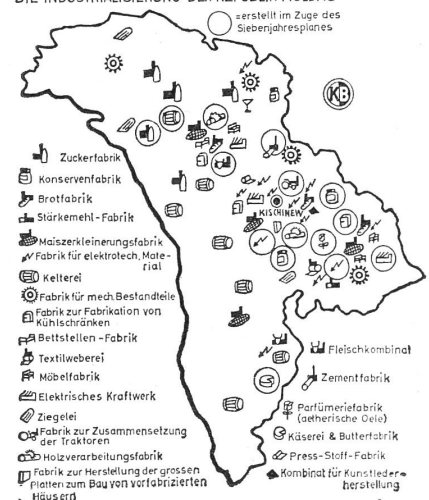 DIE INDUSTRIALISIERUNG DER REPUBLIK MOLDAU
=erstellt im Zuge des
Siebenjahresplanes
KB
KISCHINEW
Zuckerfabrik
Konservenfabrik
Brotfabrik
Stärkemehl-Fabrik
Maiszerkleinerungsfabrik
Fabrik für elektrotech. Mate-
rial
Kelterei
Fabrik für mech. Bestandteile
Fabrik zur Fabrikation von
Kühlschränken
Bettstellen-Fabrik
Textilweberei
Möbelfabrik
Elektrisches Kraftwerk
Ziegelei
Fabrik zur Zusammensetzung
der Traktoren
Holzverarbeitungsfabrik
Fabrik zur Herstellung der grossen
Platten zum Bau von vorfabrizierten
Häusern
Fleischkombinat
Zementfabrik
Parfümeriefabrik
(aetherische Oele)
Käserei & Butterfabrik
Press-Stoff-Fabrik
Kombinat für Kunstleder-
herstellung